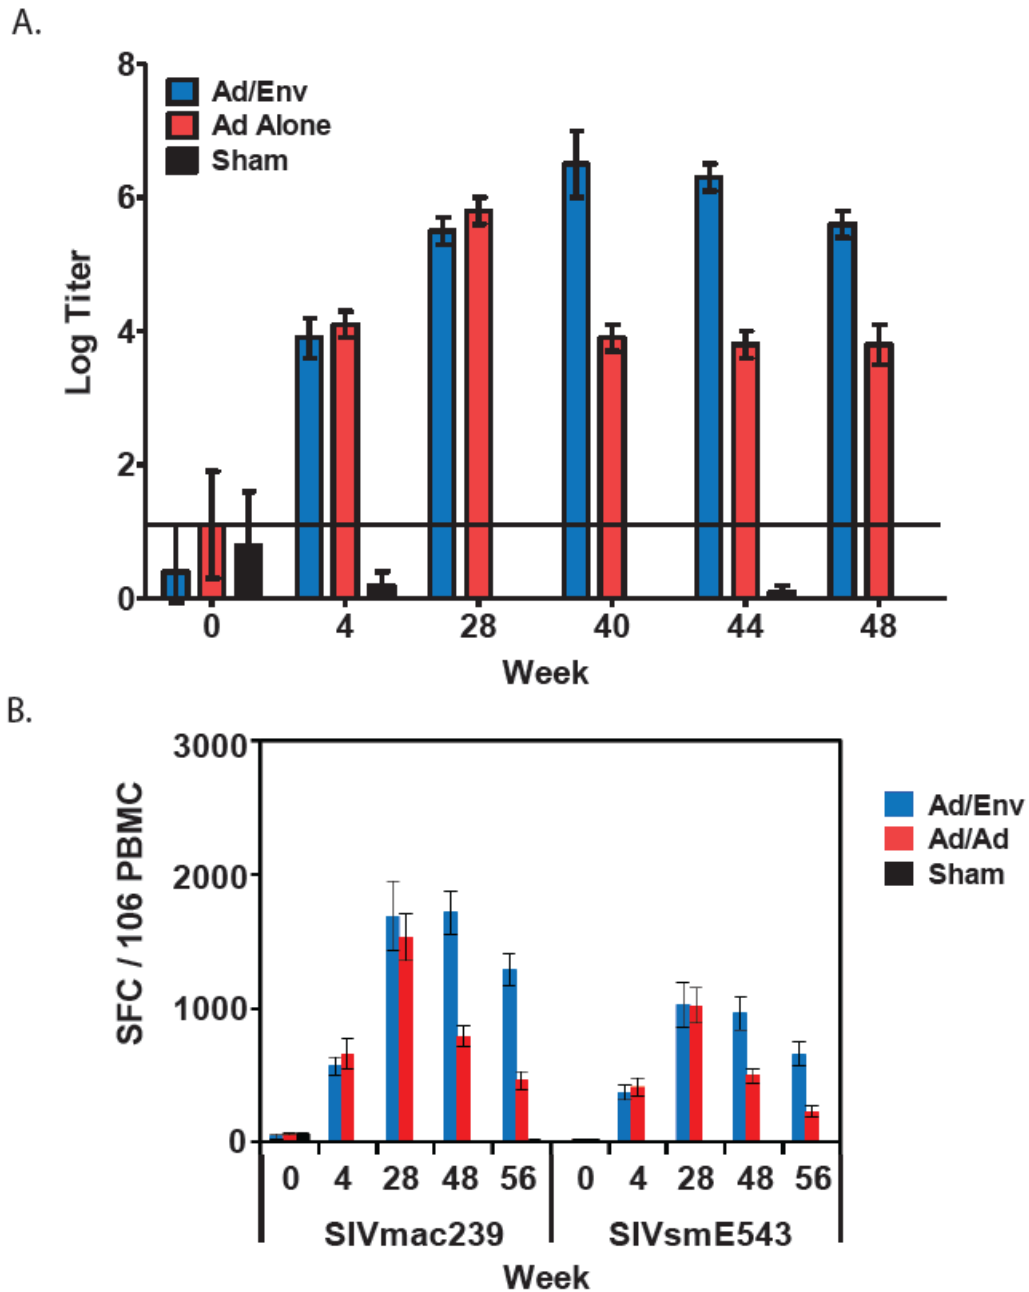 A.
8
Ad/Env
Ad Alone
Sham
6
Log Titer
4
2
0
0 4 28 40 44 48
Week
B.
3000
Ad/Env
Ad/Ad
Sham
SFC / 106 PBMC
2000
1000
0
0 4 28 48 56 0 4 28 48 56
SIVmac239 SIVsmE543
Week